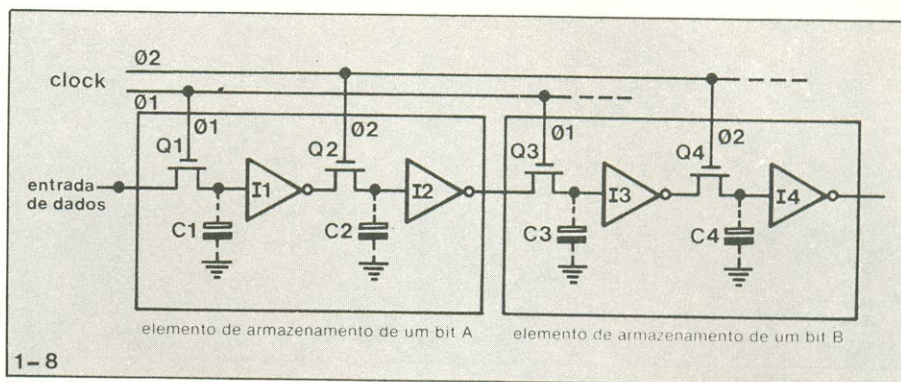 Ø2
clock
Ø1
Ø1
Ø2
Ø1
Ø2
Q1
Q2
Q3
Q4
entrada
de dados
I1
I2
I3
I4
C1
C2
C3
C4
elemento de armazenamento de um bit A
elemento de armazenamento de um bit B
1-8